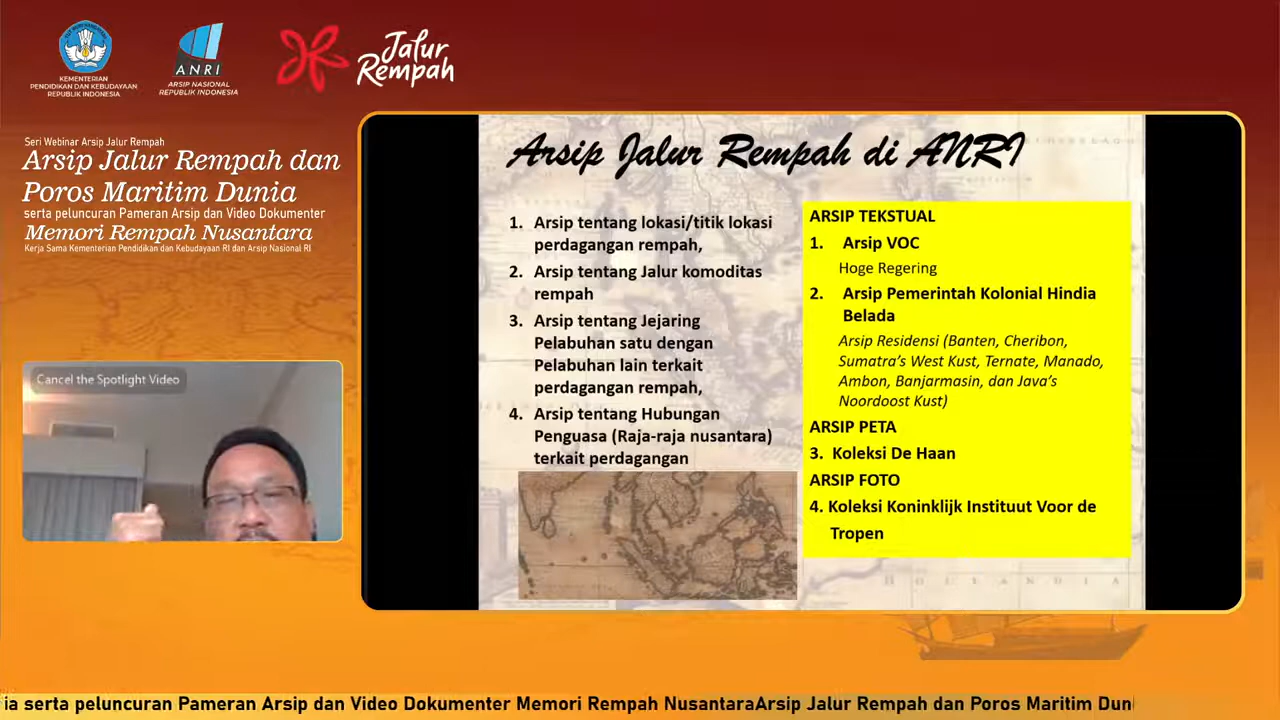 KEMENTERIAN
PENDIDIKAN DAN KEBUDAYAAN
REPUBLIK INDONESIA
ANRI
ARSIP NASIONAL
REPUBLIK INDONESIA
Jalur
Rempah
Seri Webinar Arsip Jalur Rempah
Arsip Jalur Rempah dan
Poros Maritim Dunia
serta peluncuran Pameran Arsip dan Video Dokumenter
Memori Rempah Nusantara
Kerja Sama Kementerian Pendidikan dan Kebudayaan RI dan Arsip Nasional RI
Cancel the Spotlight Video
Arsip Jalur Rempah di ANRI
1. Arsip tentang lokasi/titik lokasi
perdagangan rempah,
2. Arsip tentang Jalur komoditas
rempah
3. Arsip tentang Jejaring
Pelabuhan satu dengan
Pelabuhan lain terkait
perdagangan rempah,
4. Arsip tentang Hubungan
Penguasa (Raja-raja nusantara)
terkait perdagangan
ARSIP TEKSTUAL
1. Arsip VOC
Hoge Regering
2. Arsip Pemerintah Kolonial Hindia
Belada
Arsip Residensi (Banten, Cheribon,
Sumatra's West Kust, Ternate, Manado,
Ambon, Banjarmasin, dan Java's
Noordoost Kust)
ARSIP PETA
3. Koleksi De Haan
ARSIP FOTO
4. Koleksi Koninklijk Instituut Voor de
Tropen
HOLLANDIA
ia serta peluncuran Pameran Arsip dan Video Dokumenter Memori Rempah NusantaraArsip Jalur Rempah dan Poros Maritim Dun